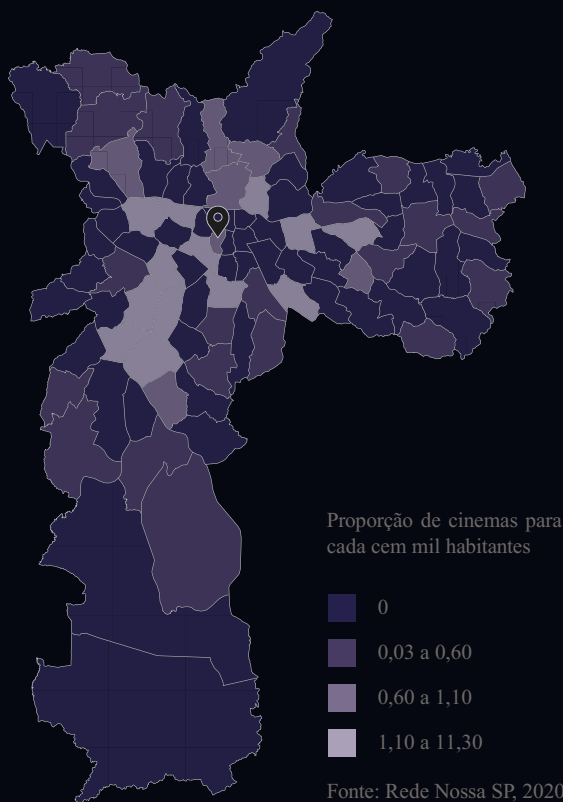 Proporção de cinemas para
cada cem mil habitantes
0
0,03 a 0,60
0,60 a 1,10
1,10 a 11,30
Fonte: Rede Nossa SP, 2020